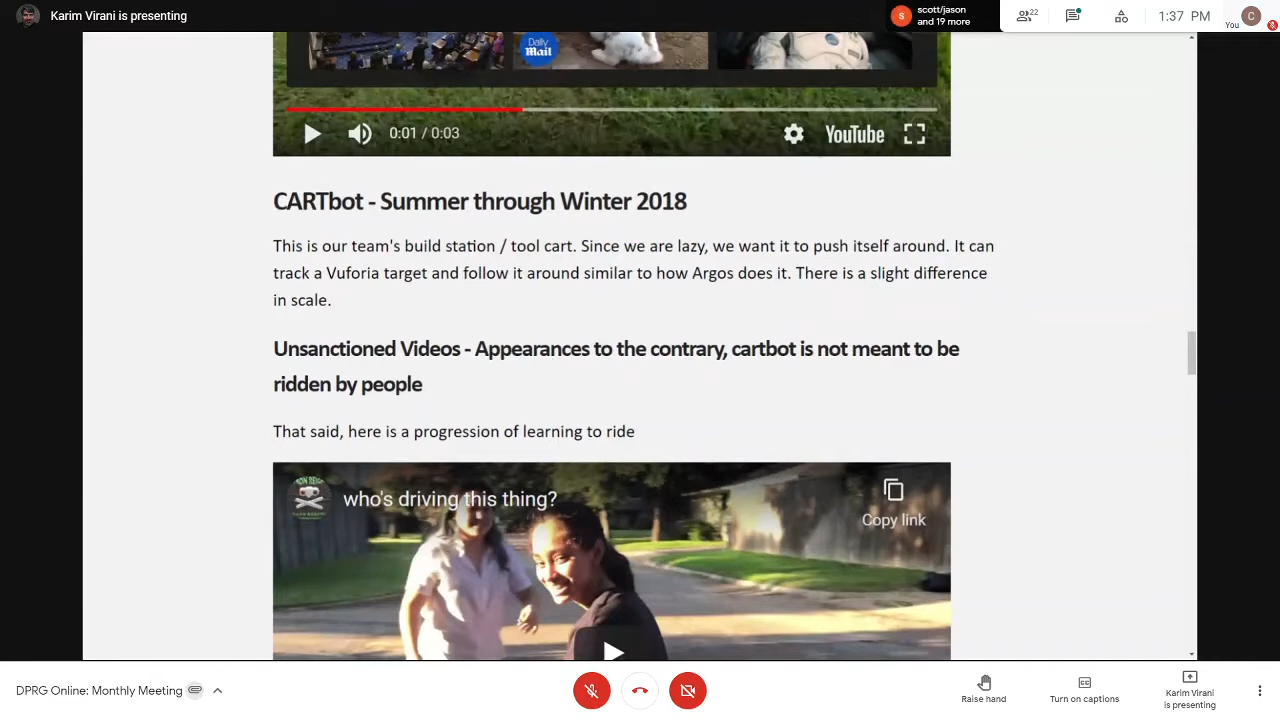 Karim Virani is presenting
S
scott/jason
and 19 more
22
1:37 PM
You
C
Daily
Mail
0:01 / 0:03
YouTube
CARTbot - Summer through Winter 2018
This is our team's build station / tool cart. Since we are lazy, we want it to push itself around. It can
track a Vuforia target and follow it around similar to how Argos does it. There is a slight difference
in scale.
Unsanctioned Videos - Appearances to the contrary, cartbot is not meant to be
ridden by people
That said, here is a progression of learning to ride
who's driving this thing?
Copy link
DPRG Online: Monthly Meeting
Raise hand
Turn on captions
Karim Virani
is presenting